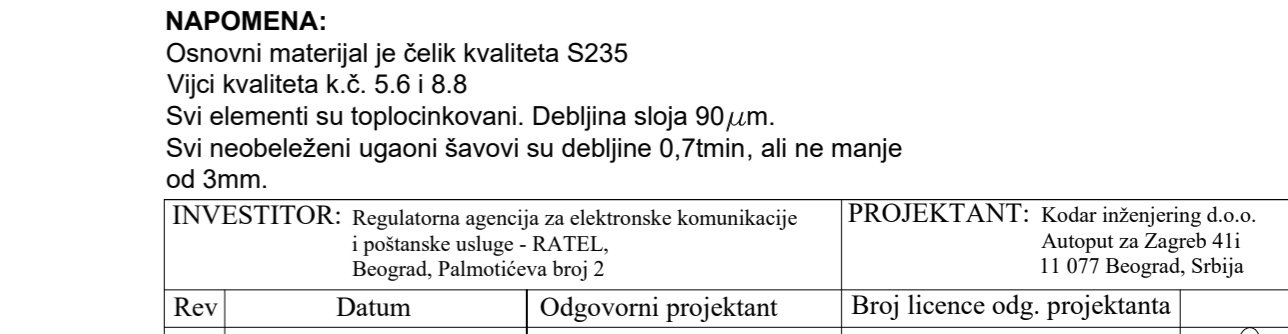 NAPOMENA:
Osnovni materijal je čelik kvaliteta S235
Vijci kvaliteta k.č. 5.6 i 8.8
Svi elementi su toplocinkovani. Debljina sloja 90μm.
Svi neobeleženi ugaoni šavovi su debljine 0,7tmin, ali ne manje
od 3mm.
INVESTITOR: Regulatorna agencija za elektronske komunikacije
i poštanske usluge - RATEL,
Beograd, Palmotićeva broj 2
PROJEKTANT: Kodar inženjering d.o.o.
Autoput za Zagreb 41i
11 077 Beograd, Srbija
Rev Datum Odgovorni projektant Broj licence odg. projektanta